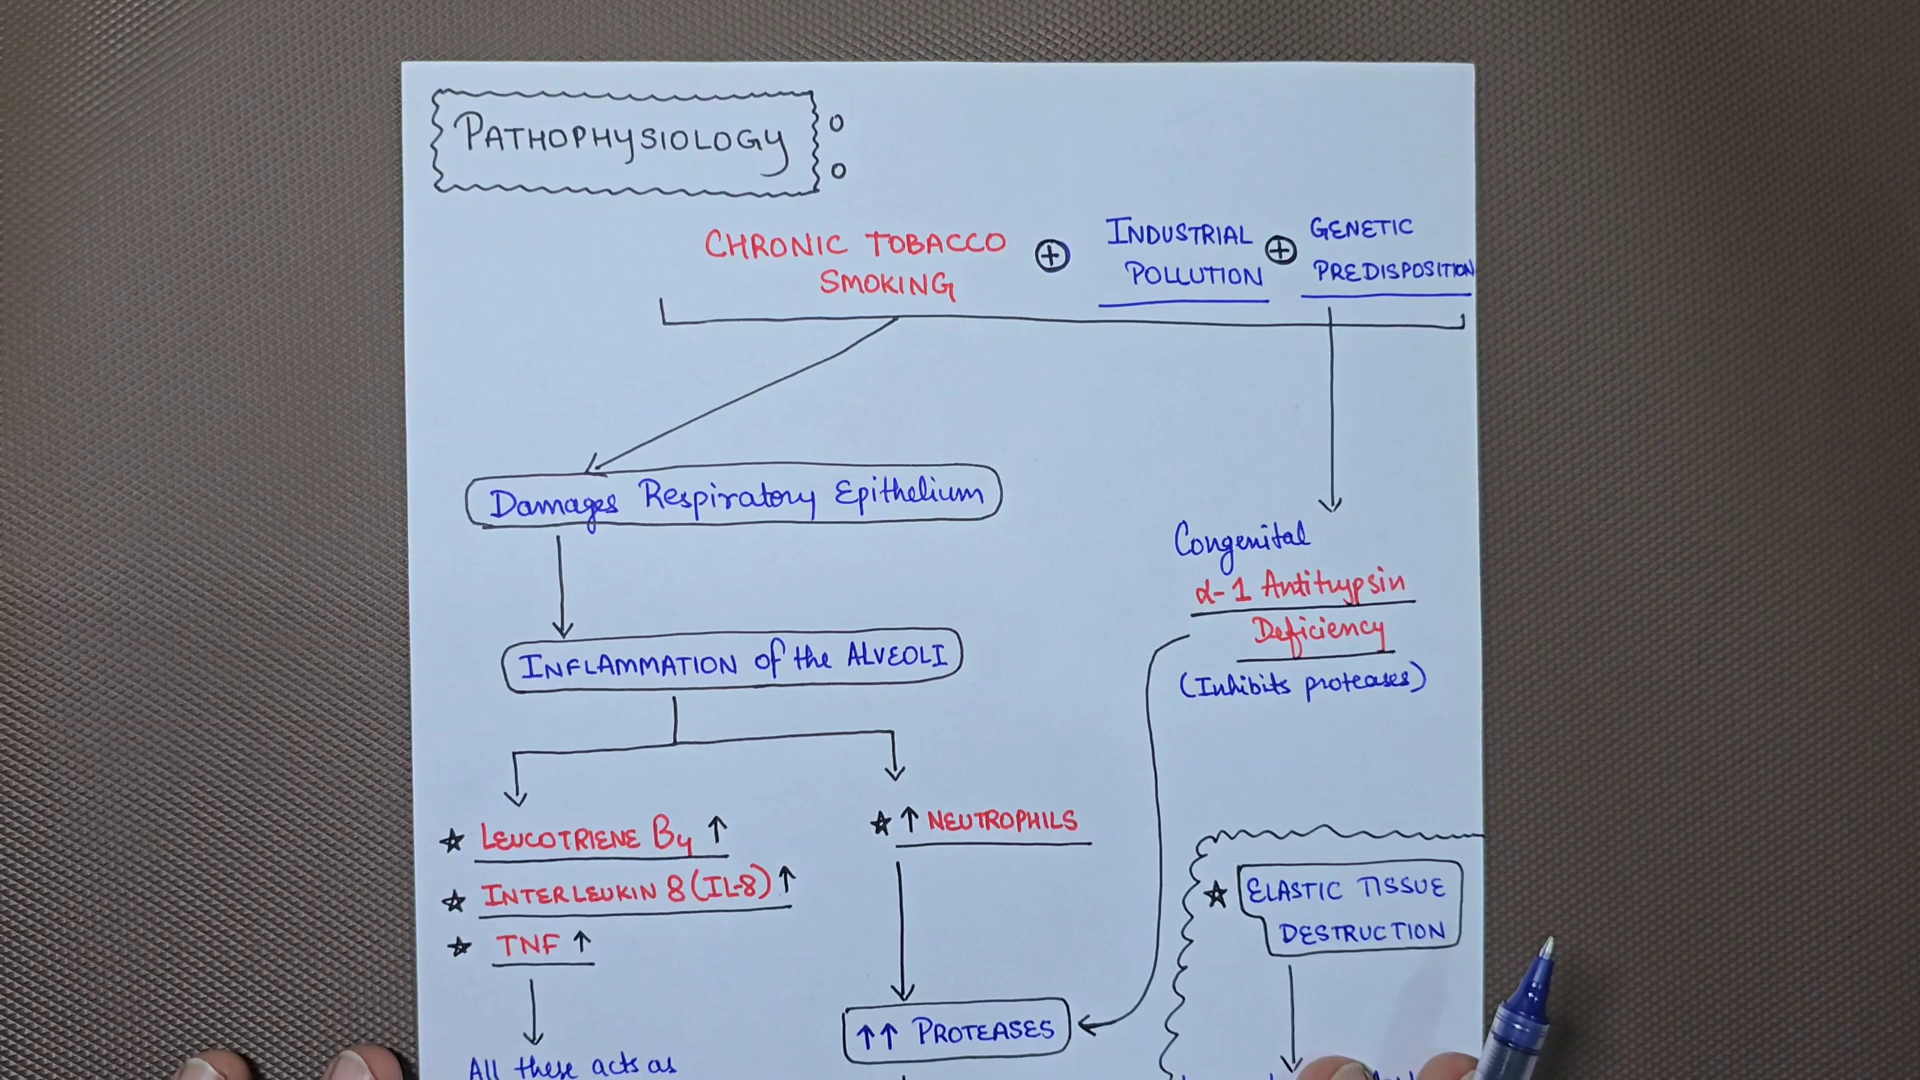 PATHOPHYSIOLOGY :
CHRONIC TOBACCO
SMOKING
⊕
INDUSTRIAL
POLLUTION
⊕
GENETIC
PREDISPOSITION
Damages Respiratory Epithelium
Congenital
α-1 Antitrypsin
Deficiency
(Inhibits proteases)
INFLAMMATION of the ALVEOLI
★ LEUCOTRIENE B4 ↑
★ INTERLEUKIN 8 (IL-8) ↑
★ TNF ↑
★ ↑ NEUTROPHILS
★ ELASTIC TISSUE
DESTRUCTION
↑↑ PROTEASES
All these acts as